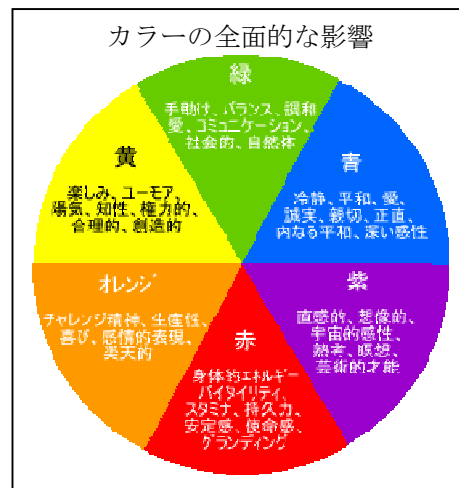 カラーの全面的な影響
緑
手助け、バランス、調和
愛、コミュニケーション、
社会的、自然体
青
冷静、平和、愛、
誠実、親切、正直、
内なる平和、深い感性
紫
直感的、想像的、
宇宙的感性、
熟考、瞑想、
芸術的才能
赤
身体的エネルギー
バイタイリティ
スタミナ、持久力、
安定感、使命感、
グランディング
オレンジ
チャレンジ精神、生産性、
喜び、感情的表現、
楽天的
黄
楽しみ、ユーモア、
陽気、知性、権力的、
合理的、創造的